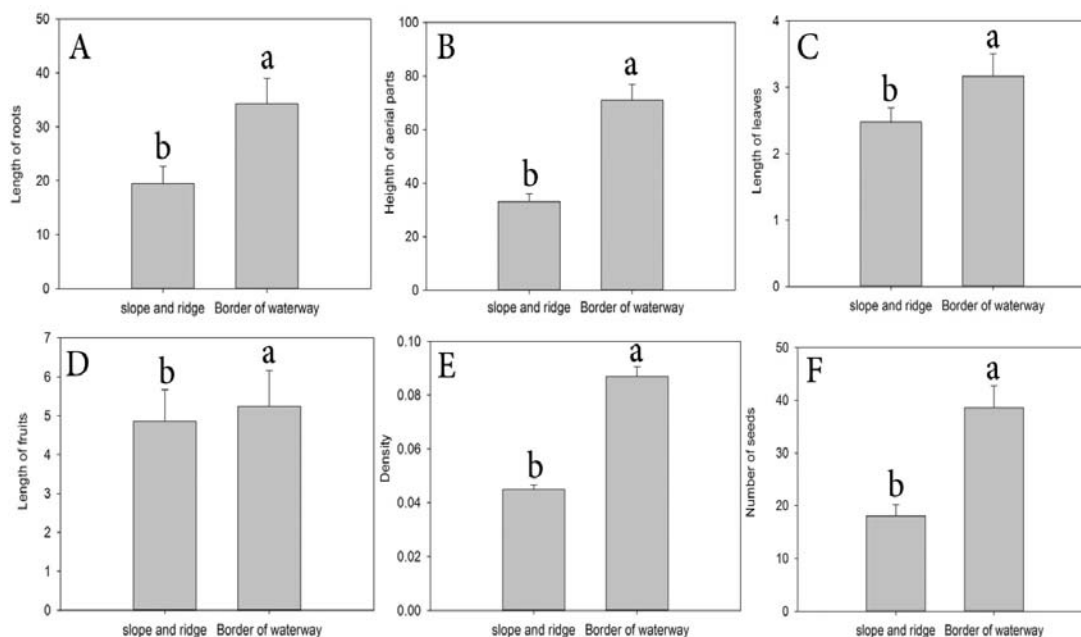 A
Length of roots
50
40
30
20
10
0
b
a
slope and ridge
Border of waterway
B
Heighth of aerial parts
100
80
60
40
20
0
b
a
slope and ridge
Border of waterway
C
Length of leaves
4
3
2
1
0
b
a
slope and ridge
Border of waterway
D
Length of fruits
7
6
5
4
3
2
1
0
b
a
slope and ridge
Border of waterway
E
Density
0.10
0.08
0.06
0.04
0.02
0.00
b
a
slope and ridge
Border of waterway
F
Number of seeds
50
40
30
20
10
0
b
a
slope and ridge
Border of waterway